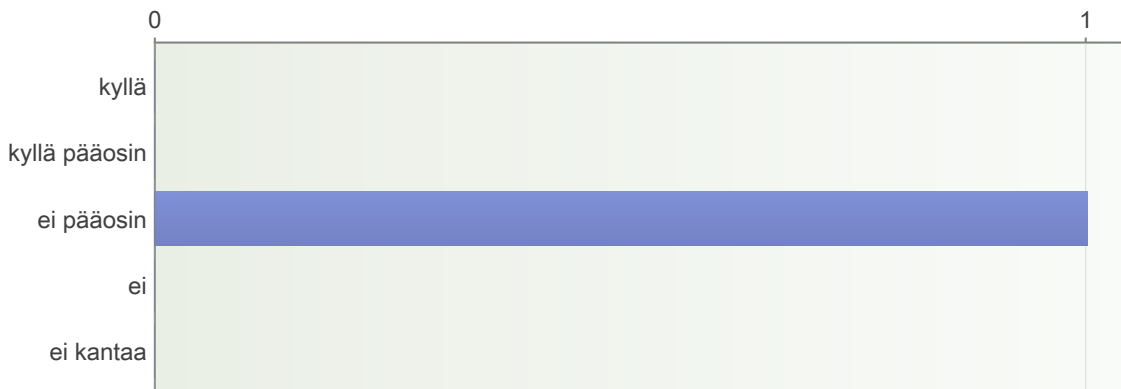 0 1
kyllä
kyllä pääosin
ei pääosin
ei
ei kantaa